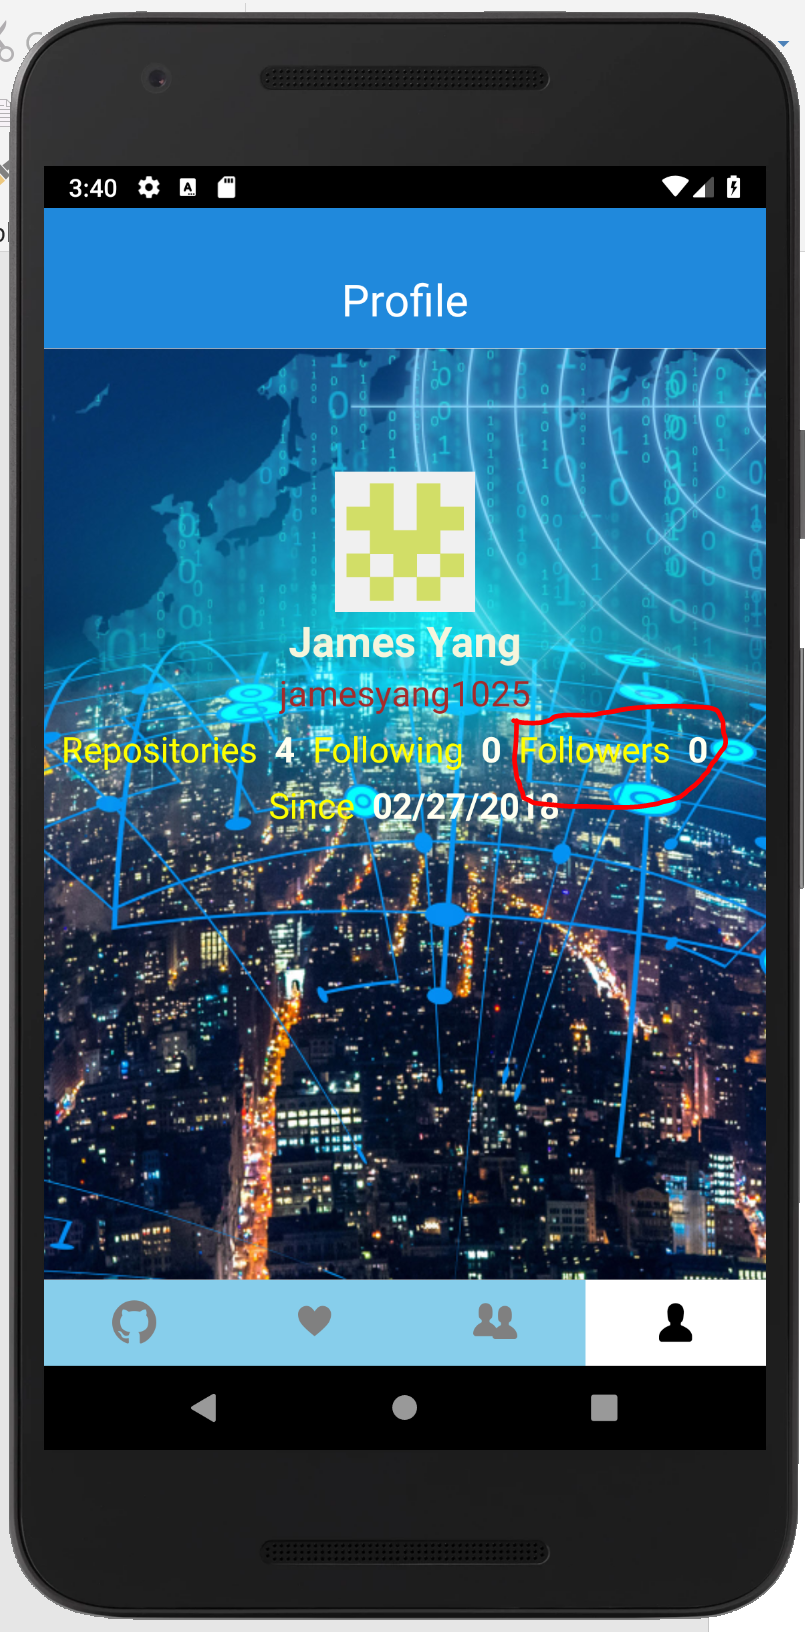 3:40
Profile
James Yang
jamesyang1025
Repositories 4 Following 0 Followers 0
Since 02/27/2018